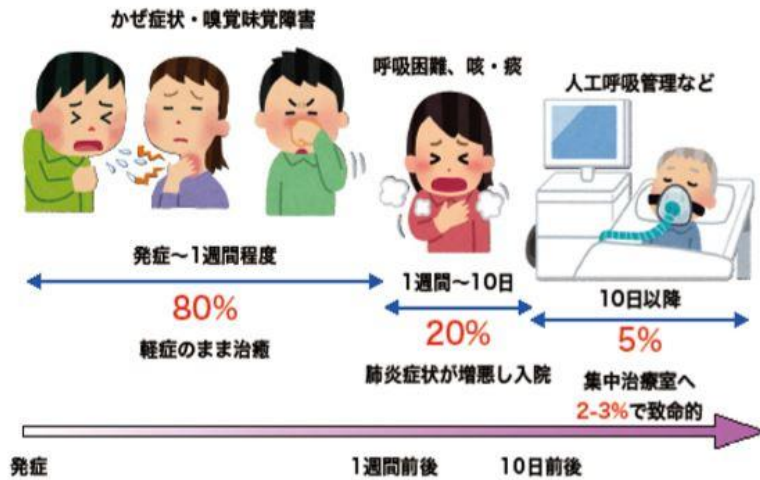 かぜ症状・嗅覚味覚障害
呼吸困難、咳・痰
人工呼吸管理など
発症～1週間程度
80%
軽症のまま治癒
1週間～10日
20%
肺炎症状が増悪し入院
10日以降
5%
集中治療室へ
2-3%で致命的
発症
1週間前後
10日前後